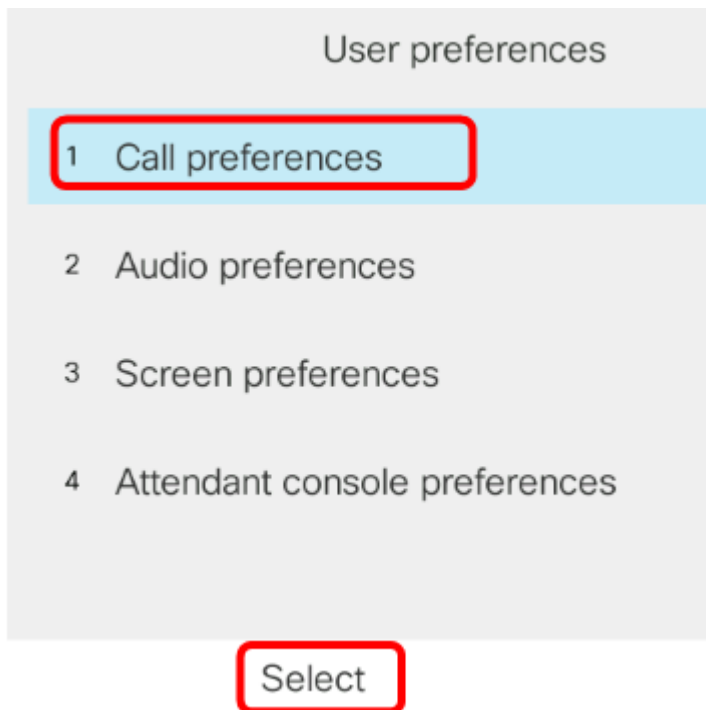 User preferences
1 Call preferences
2 Audio preferences
3 Screen preferences
4 Attendant console preferences
Select